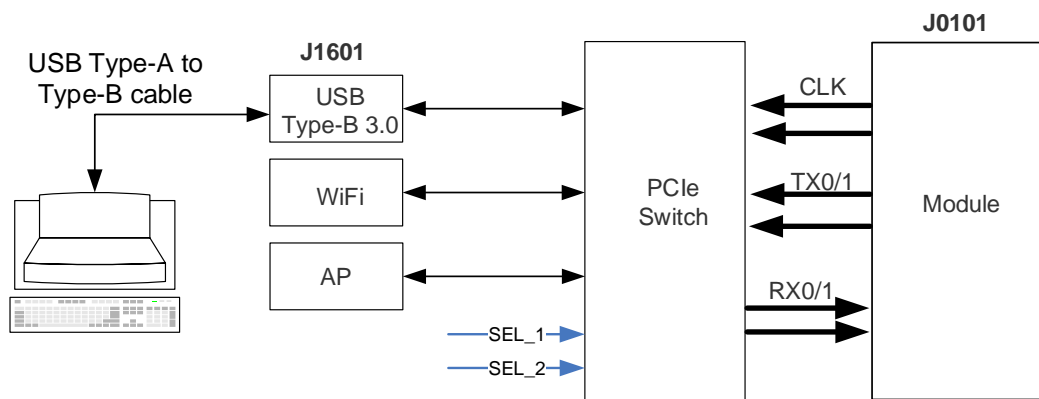 J0101
J1601
USB Type-A to
Type-B cable
USB
Type-B 3.0
CLK
WiFi
PCIe
Switch
TX0/1
Module
AP
RX0/1
SEL_1
SEL_2